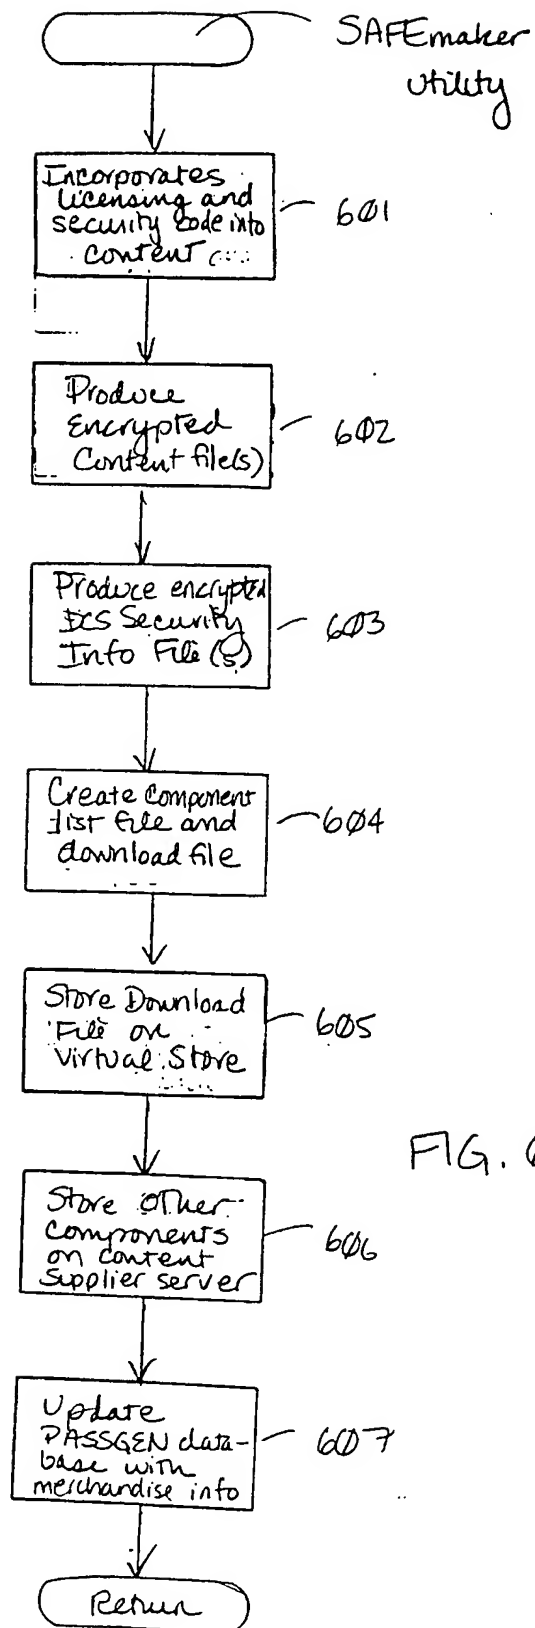 SAFEmaker
utility
Incorporates
licensing and
security code into
content
601
Produce
Encrypted
Content file(s)
602
Produce encrypted
DCS Security
Info File(s)
603
Create component
list file and
download file
604
Store Download
File on
Virtual Store
605
FIG. 6
Store other
components
on content
supplier server
606
Update
PASSGEN data-
base with
merchandise info
607
Return